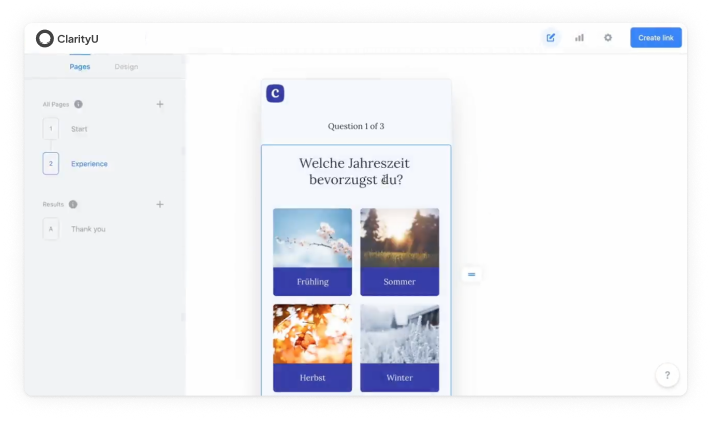 ClarityU
Create link
Pages
Design
All Pages
1
Start
2
Experience
Results
A
Thank you
C
Question 1 of 3
Welche Jahreszeit
bevorzugst du?
Frühling
Sommer
Herbst
Winter
?